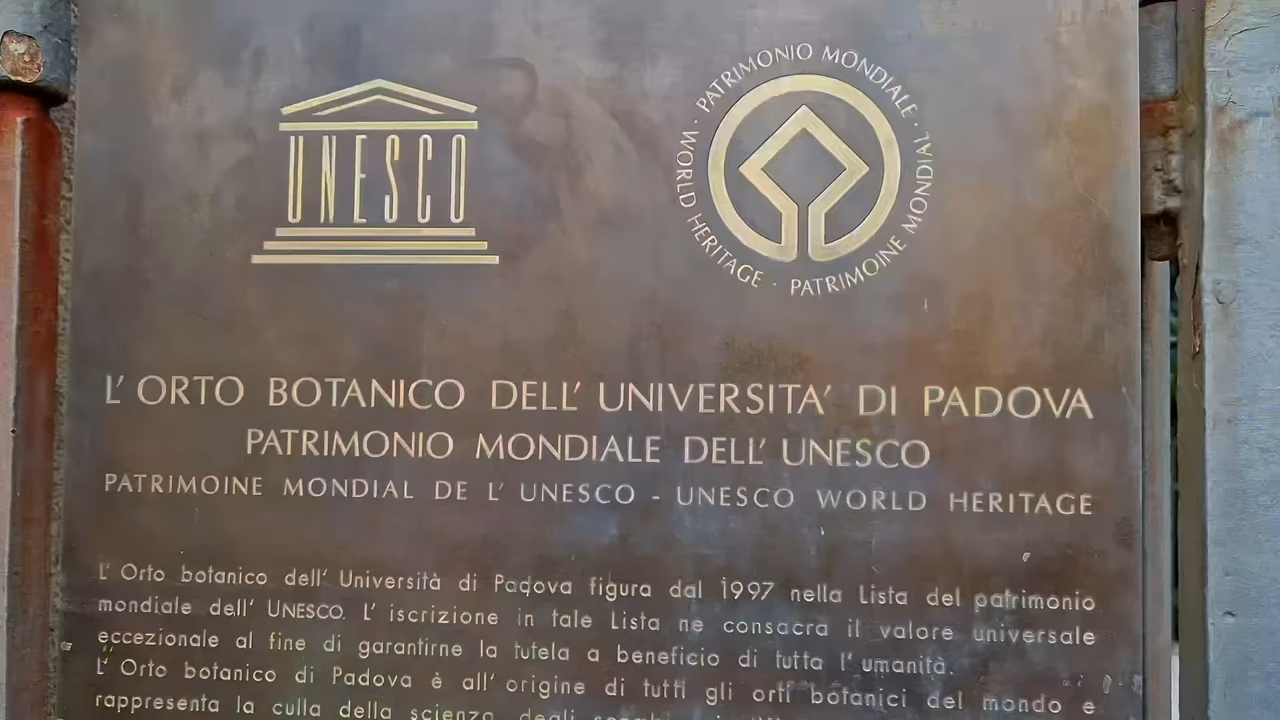 UNESCO
PATRIMONIO MONDIALE · WORLD HERITAGE · PATRIMOINE MONDIAL ·
L' ORTO BOTANICO DELL' UNIVERSITA' DI PADOVA
PATRIMONIO MONDIALE DELL' UNESCO
PATRIMOINE MONDIAL DE L' UNESCO - UNESCO WORLD HERITAGE
L' Orto botanico dell' Università di Padova figura dal 1997 nella Lista del patrimonio
mondiale dell' UNESCO. L' iscrizione in tale Lista ne consacra il valore universale
eccezionale al fine di garantirne la tutela a beneficio di tutta l' umanità.
L' Orto botanico di Padova è all' origine di tutti gli orti botanici del mondo e
rappresenta la culla della scienza, degli